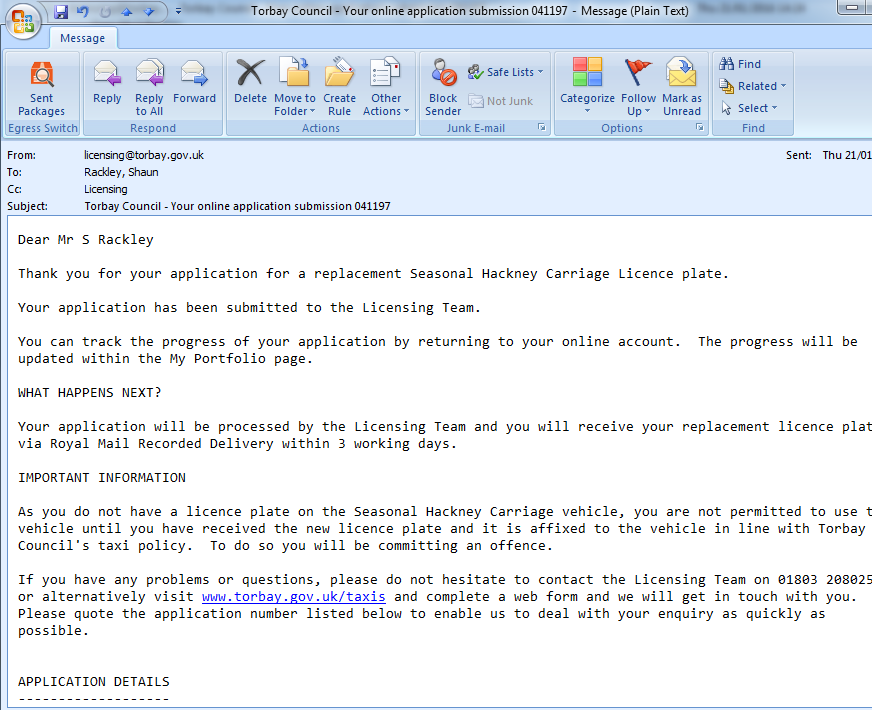 Torbay Council - Your online application submission 041197 - Message (Plain Text)
Message
Sent Packages
Reply
Reply to All
Forward
Delete
Move to Folder
Create Rule
Other Actions
Block Sender
Safe Lists
Not Junk
Categorize
Follow Up
Mark as Unread
Find
Related
Select
Egress Switch
Respond
Actions
Junk E-mail
Options
Find
From: licensing@torbay.gov.uk
Sent: Thu 21/01
To: Rackley, Shaun
Cc: Licensing
Subject: Torbay Council - Your online application submission 041197
Dear Mr S Rackley
Thank you for your application for a replacement Seasonal Hackney Carriage Licence plate.
Your application has been submitted to the Licensing Team.
You can track the progress of your application by returning to your online account.  The progress will be
updated within the My Portfolio page.
WHAT HAPPENS NEXT?
Your application will be processed by the Licensing Team and you will receive your replacement licence plat
via Royal Mail Recorded Delivery within 3 working days.
IMPORTANT INFORMATION
As you do not have a licence plate on the Seasonal Hackney Carriage vehicle, you are not permitted to use t
vehicle until you have received the new licence plate and it is affixed to the vehicle in line with Torbay
Council's taxi policy.  To do so you will be committing an offence.
If you have any problems or questions, please do not hesitate to contact the Licensing Team on 01803 208025
or alternatively visit www.torbay.gov.uk/taxis and complete a web form and we will get in touch with you.
Please quote the application number listed below to enable us to deal with your enquiry as quickly as
possible.
APPLICATION DETAILS
------------------